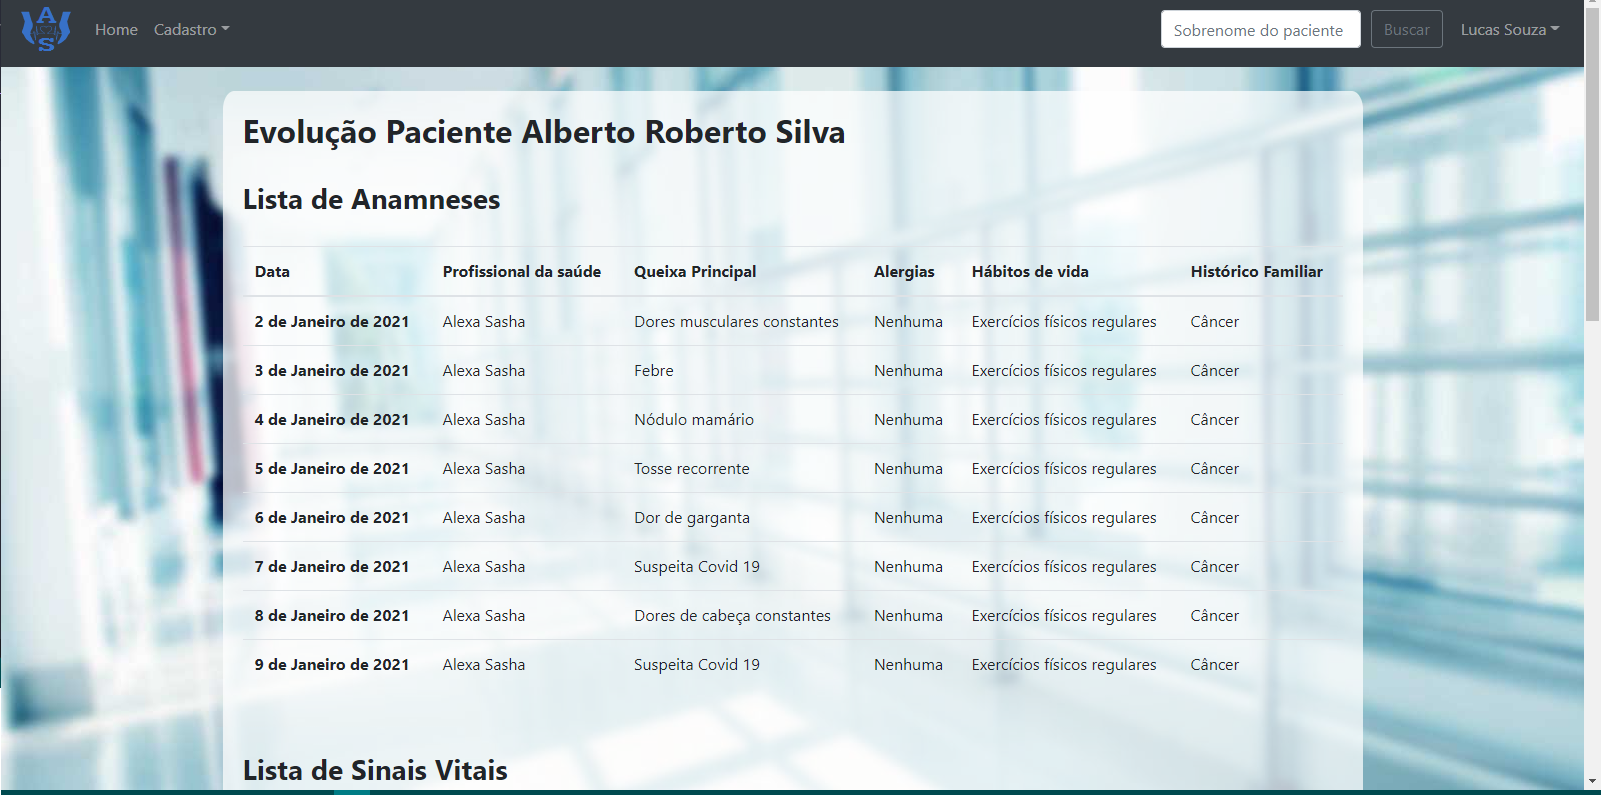 A
S
Home Cadastro Sobrenome do paciente Buscar Lucas Souza
Evolução Paciente Alberto Roberto Silva
Lista de Anamneses
Data Profissional da saúde Queixa Principal Alergias Hábitos de vida Histórico Familiar
2 de Janeiro de 2021 Alexa Sasha Dores musculares constantes Nenhuma Exercícios físicos regulares Câncer
3 de Janeiro de 2021 Alexa Sasha Febre Nenhuma Exercícios físicos regulares Câncer
4 de Janeiro de 2021 Alexa Sasha Nódulo mamário Nenhuma Exercícios físicos regulares Câncer
5 de Janeiro de 2021 Alexa Sasha Tosse recorrente Nenhuma Exercícios físicos regulares Câncer
6 de Janeiro de 2021 Alexa Sasha Dor de garganta Nenhuma Exercícios físicos regulares Câncer
7 de Janeiro de 2021 Alexa Sasha Suspeita Covid 19 Nenhuma Exercícios físicos regulares Câncer
8 de Janeiro de 2021 Alexa Sasha Dores de cabeça constantes Nenhuma Exercícios físicos regulares Câncer
9 de Janeiro de 2021 Alexa Sasha Suspeita Covid 19 Nenhuma Exercícios físicos regulares Câncer
Lista de Sinais Vitais